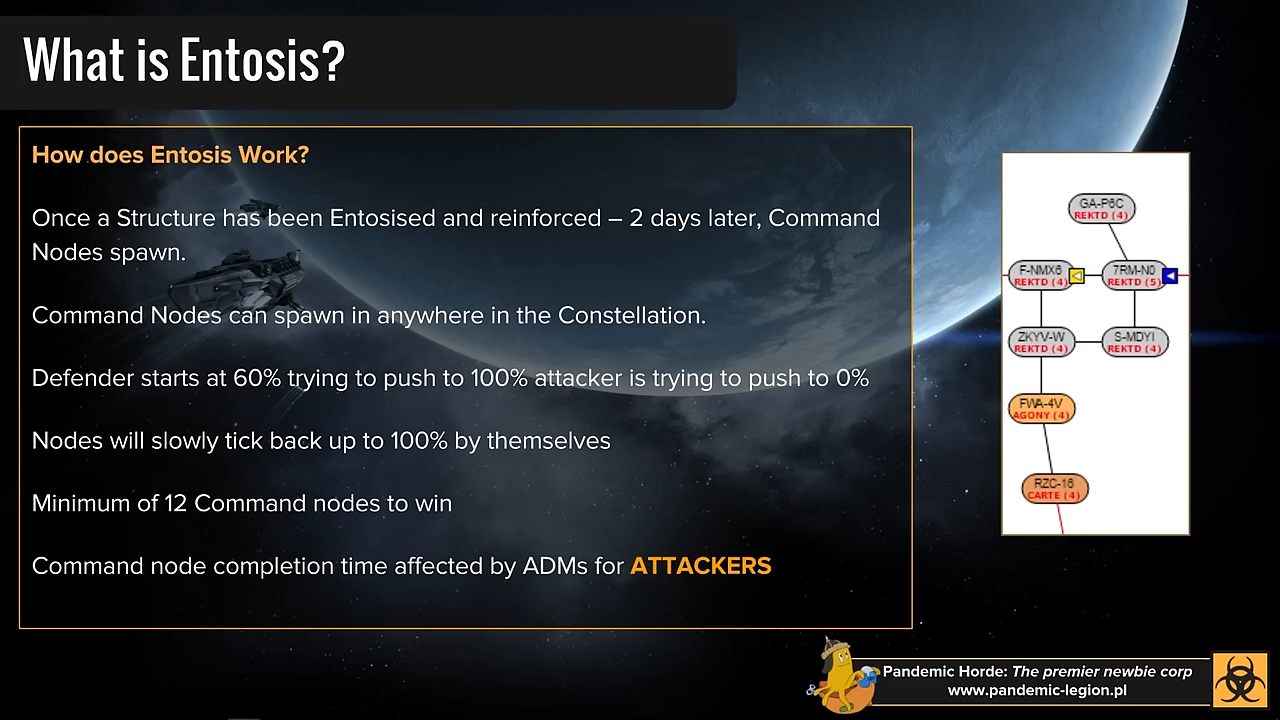 What is Entosis?
How does Entosis Work?
Once a Structure has been Entosised and reinforced – 2 days later, Command
Nodes spawn.
Command Nodes can spawn in anywhere in the Constellation.
Defender starts at 60% trying to push to 100% attacker is trying to push to 0%
Nodes will slowly tick back up to 100% by themselves
Minimum of 12 Command nodes to win
Command node completion time affected by ADMs for ATTACKERS
GA-P6C
REKTD (4)
F-NMX6
REKTD (4)
7RM-N0
REKTD (5)
ZKYV-W
REKTD (4)
S-MDYI
REKTD (4)
FWA-4V
AGONY (4)
RZC-16
CARTE (4)
Pandemic Horde: The premier newbie corp
www.pandemic-legion.pl